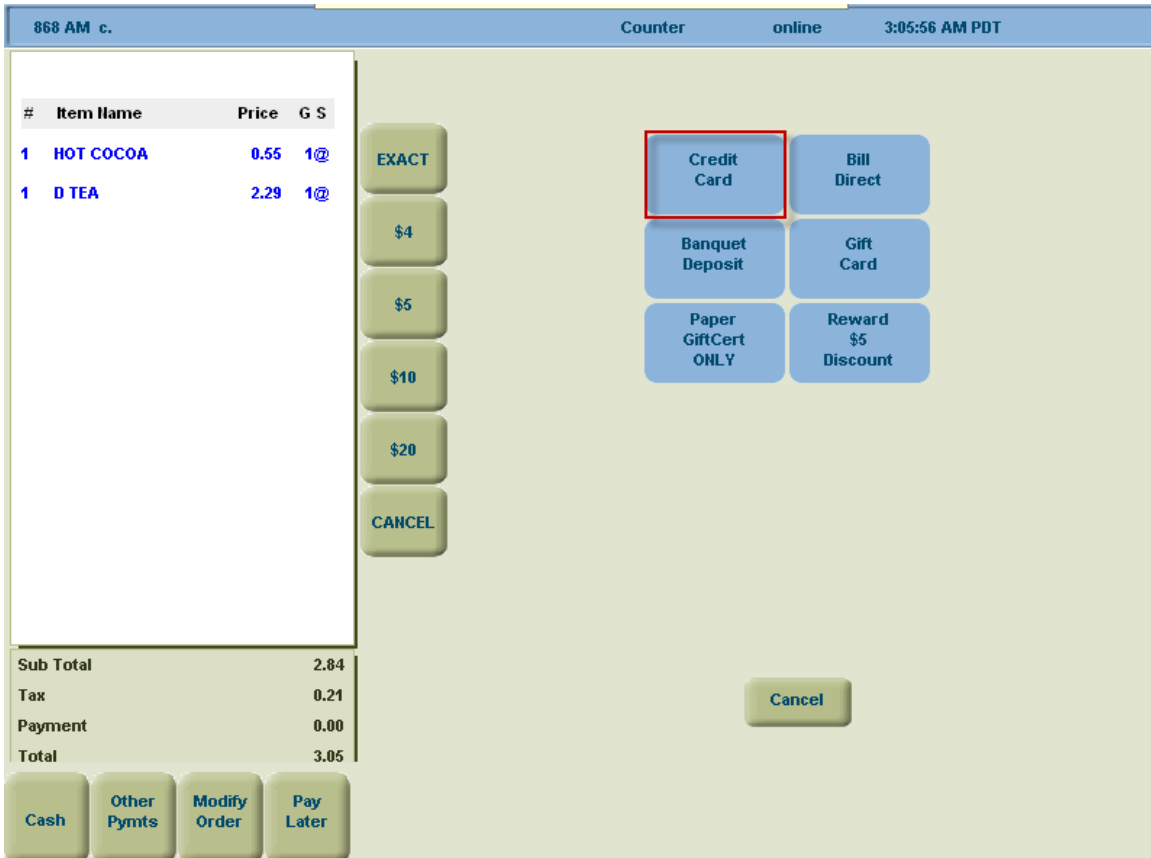 868 AM c. Counter online 3:05:56 AM PDT
# Item Name Price G S
1 HOT COCOA 0.55 1@
1 D TEA 2.29 1@
Sub Total 2.84
Tax 0.21
Payment 0.00
Total 3.05
EXACT
$4
$5
$10
$20
CANCEL
Credit
Card
Bill
Direct
Banquet
Deposit
Gift
Card
Paper
GiftCert
ONLY
Reward
$5
Discount
Cancel
Cash
Other
Pymts
Modify
Order
Pay
Later